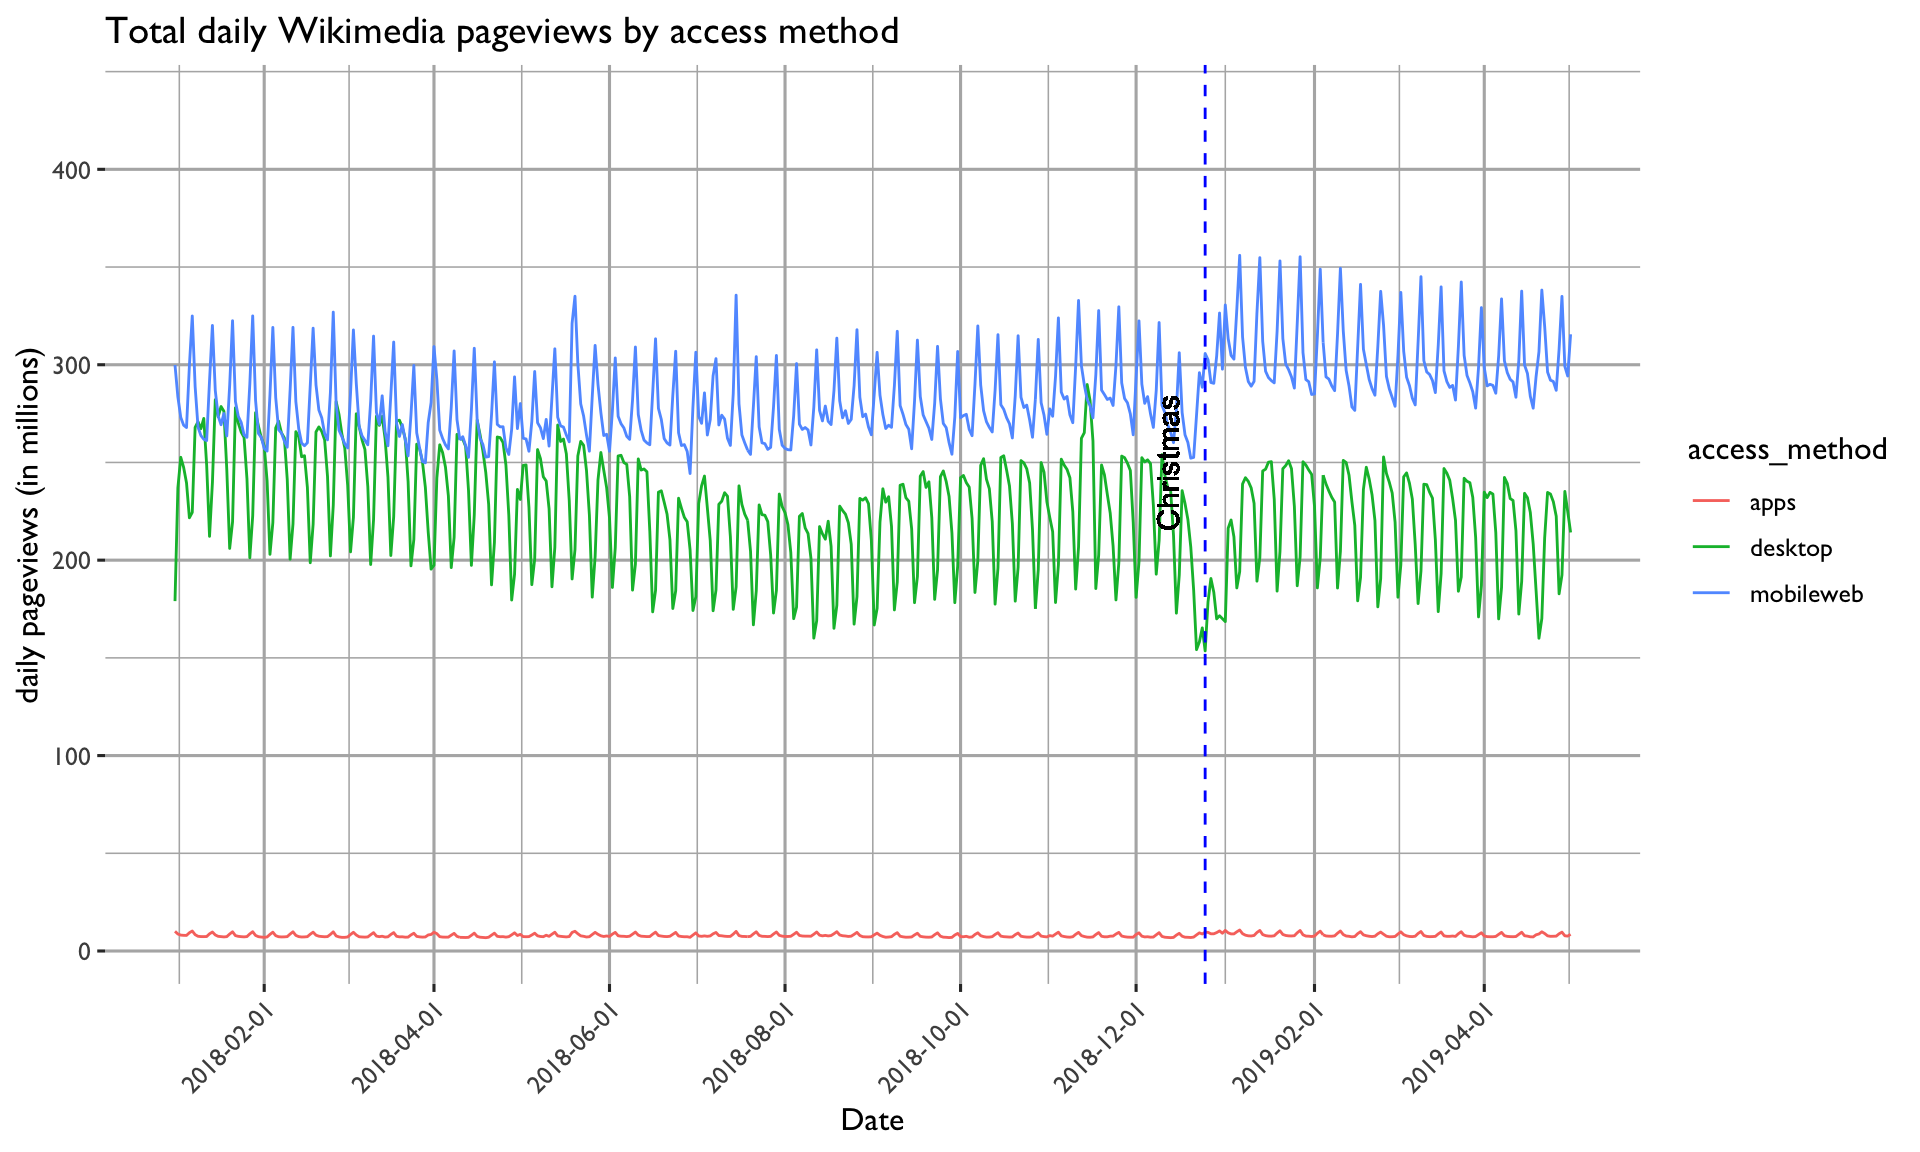 Total daily Wikimedia pageviews by access method
daily pageviews (in millions)
400
300
200
100
0
Christmas
2018-02-01
2018-04-01
2018-06-01
2018-08-01
2018-10-01
2018-12-01
2019-02-01
2019-04-01
Date
access_method
apps
desktop
mobileweb